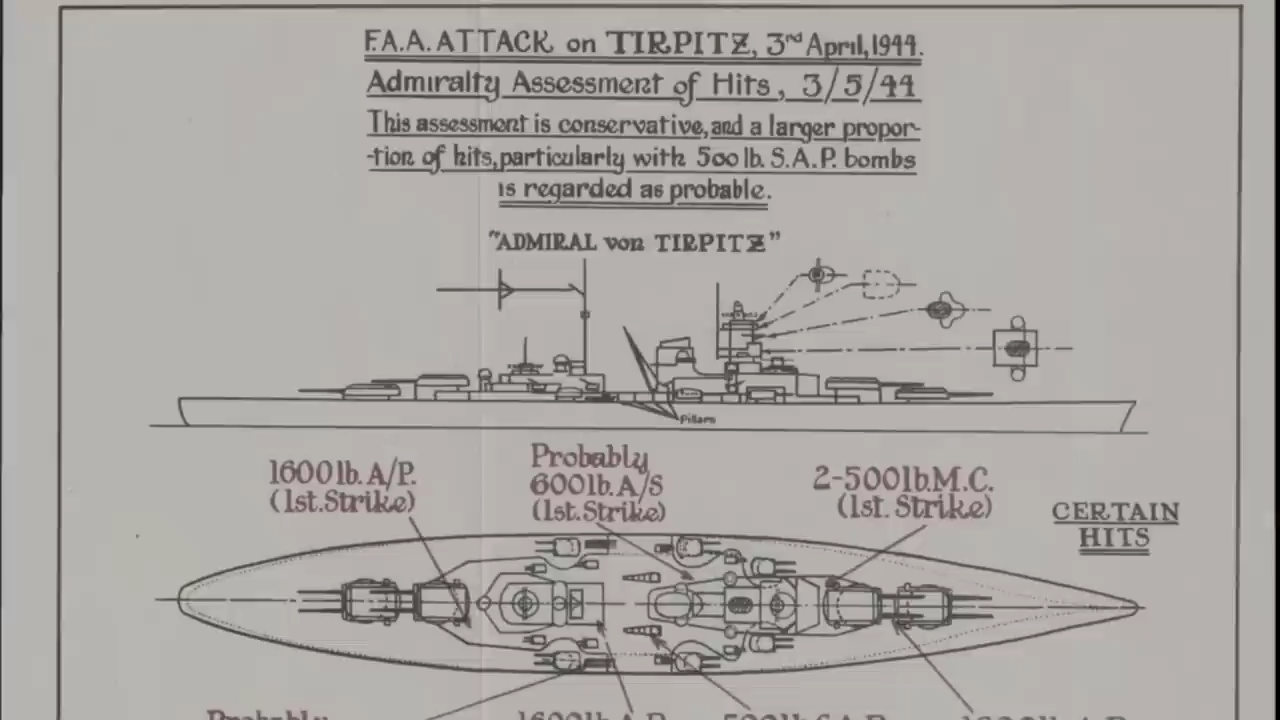 F.A.A. ATTACK on TIRPITZ, 3rd April, 1944.
Admiralty Assessment of Hits, 3/5/44
This assessment is conservative, and a larger propor-
-tion of hits, particularly with 500 lb. S.A.P. bombs
is regarded as probable.
"ADMIRAL von TIRPITZ"
Pillars
1600 lb. A/P.
(1st. Strike)
Probably
600 lb. A/S
(1st. Strike)
2-500 lb. M.C.
(1st. Strike)
CERTAIN
HITS
Probably